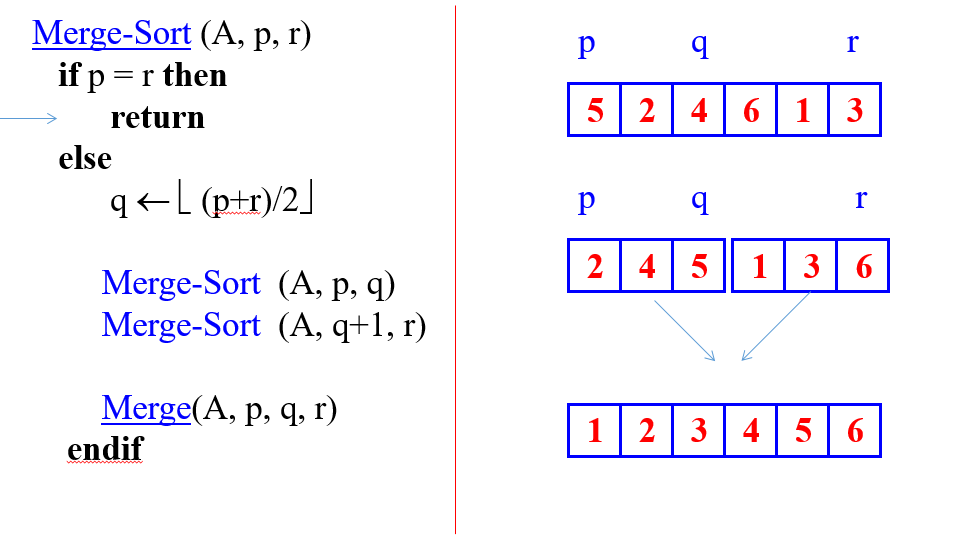 Merge-Sort (A, p, r)
if p = r then
return
else
q ← ⌊ (p+r)/2⌋
Merge-Sort (A, p, q)
Merge-Sort (A, q+1, r)
Merge(A, p, q, r)
endif
p q r
5 2 4 6 1 3
p q r
2 4 5 1 3 6
1 2 3 4 5 6